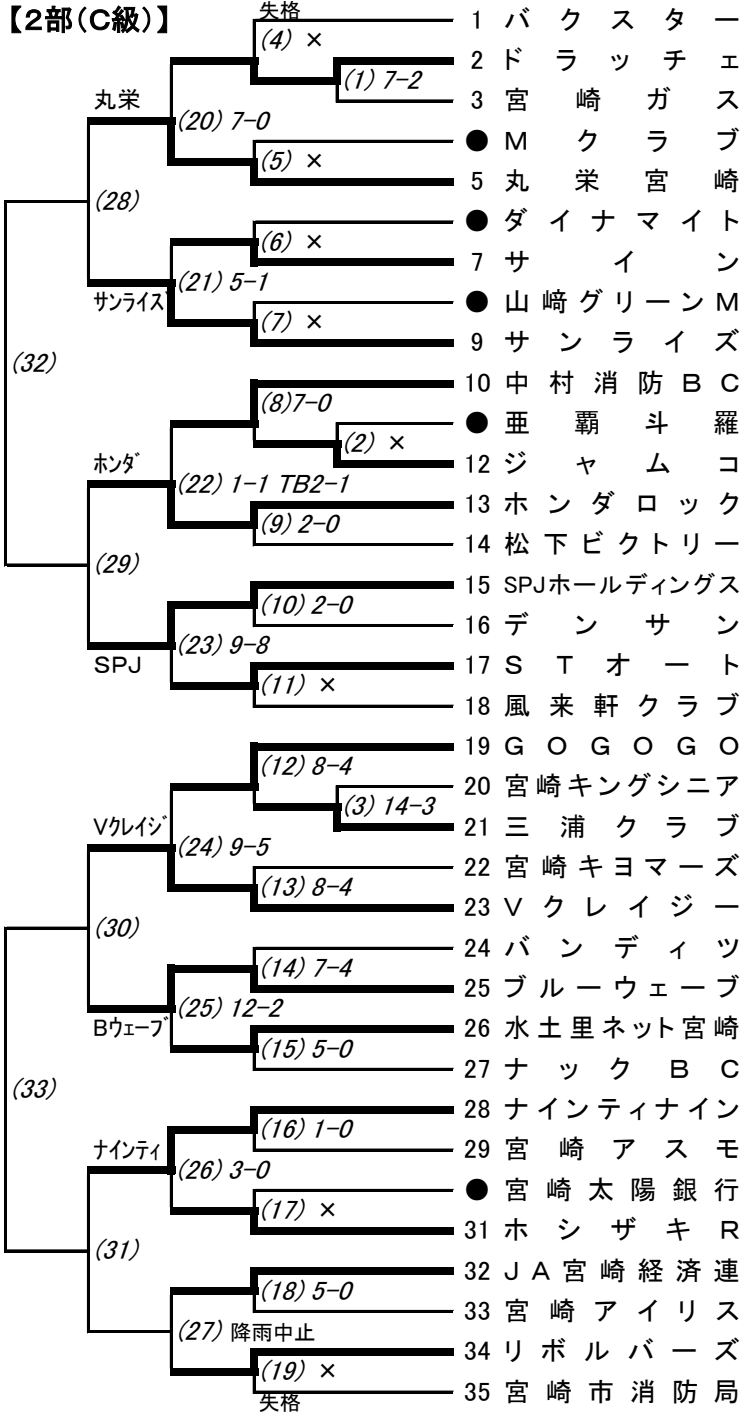 【2部(C級)】
失格
1 バクスター
(4) ×
2 ドラッチェ
(1) 7-2
丸栄
3 宮崎ガス
(20) 7-0
● Mクラブ
(5) ×
5 丸栄宮崎
(28)
● ダイナマイト
(6) ×
7 サイン
(21) 5-1
サンライズ
● 山﨑グリーンM
(7) ×
9 サンライズ
(32)
10 中村消防BC
(8) 7-0
● 亜覇斗羅
(2) ×
ホンダ
12 ジャムコ
(22) 1-1 TB2-1
13 ホンダロック
(9) 2-0
14 松下ビクトリー
(29)
15 SPJホールディングス
(10) 2-0
16 デンサン
(23) 9-8
SPJ
17 STオート
(11) ×
18 風来軒クラブ
19 GOGOGO
(12) 8-4
20 宮崎キングシニア
(3) 14-3
Vクレイジ
21 三浦クラブ
(24) 9-5
22 宮崎キヨマーズ
(13) 8-4
23 Vクレイジー
(30)
24 バンディツ
(14) 7-4
25 ブルーウェーブ
(25) 12-2
Bウェーブ
26 水土里ネット宮崎
(15) 5-0
27 ナックBC
(33)
28 ナインティナイン
(16) 1-0
ナインティ
29 宮崎アスモ
(26) 3-0
● 宮崎太陽銀行
(17) ×
31 ホシザキR
(31)
32 JA宮崎経済連
(18) 5-0
33 宮崎アイリス
(27) 降雨中止
34 リボルバーズ
(19) ×
失格
35 宮崎市消防局